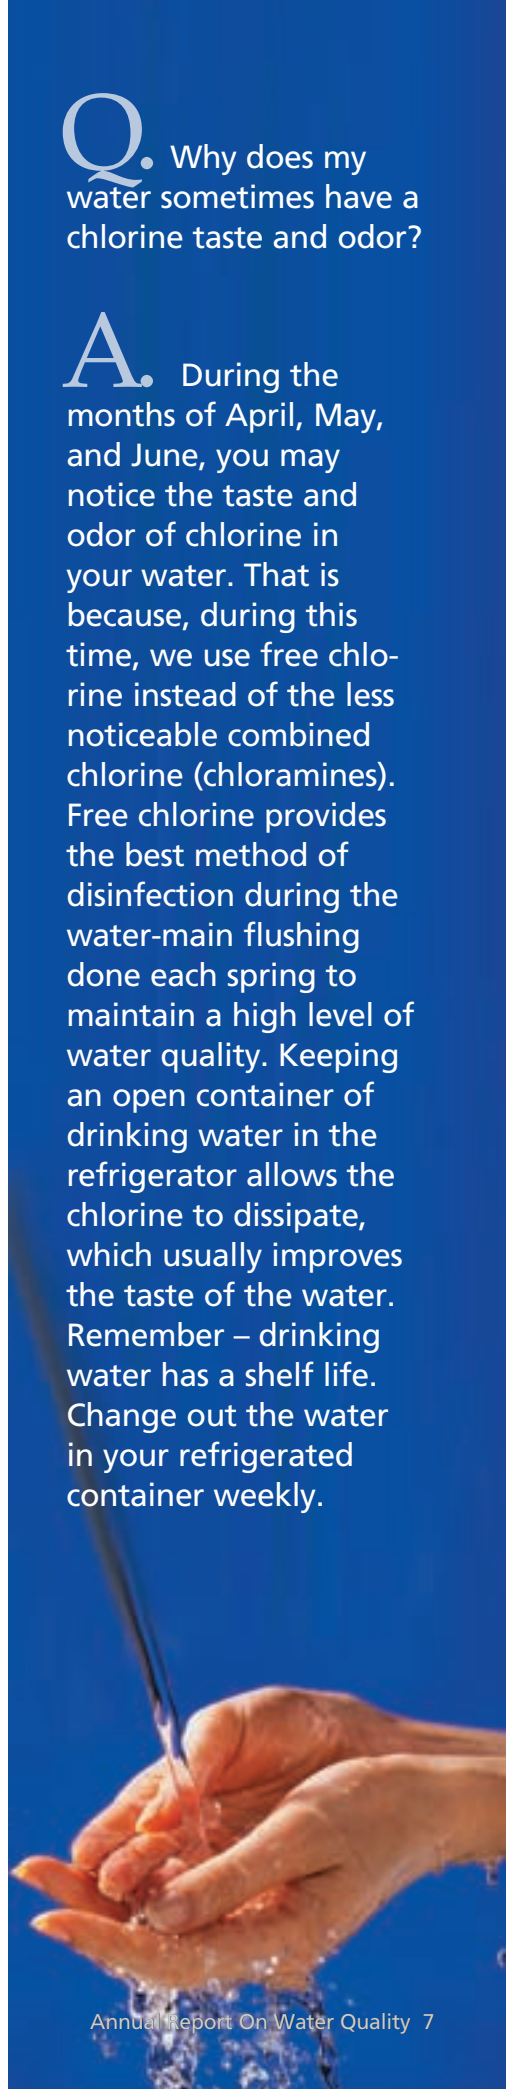 Q. Why does my
water sometimes have a
chlorine taste and odor?
A. During the
months of April, May,
and June, you may
notice the taste and
odor of chlorine in
your water. That is
because, during this
time, we use free chlo-
rine instead of the less
noticeable combined
chlorine (chloramines).
Free chlorine provides
the best method of
disinfection during the
water-main flushing
done each spring to
maintain a high level of
water quality. Keeping
an open container of
drinking water in the
refrigerator allows the
chlorine to dissipate,
which usually improves
the taste of the water.
Remember – drinking
water has a shelf life.
Change out the water
in your refrigerated
container weekly.
Annual Report On Water Quality 7